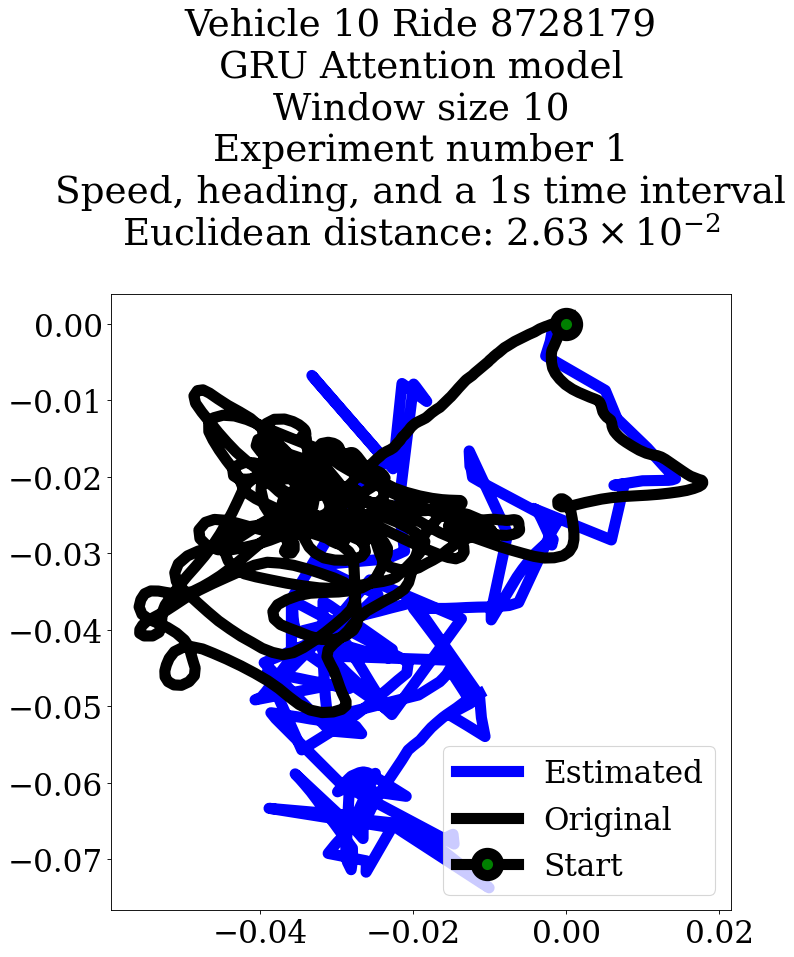 Vehicle 10 Ride 8728179
GRU Attention model
Window size 10
Experiment number 1
Speed, heading, and a 1s time interval
Euclidean distance: 2.63 × 10⁻²
0.00
−0.01
−0.02
−0.03
−0.04
−0.05
−0.06
−0.07
Estimated
Original
Start
−0.04 −0.02 0.00 0.02